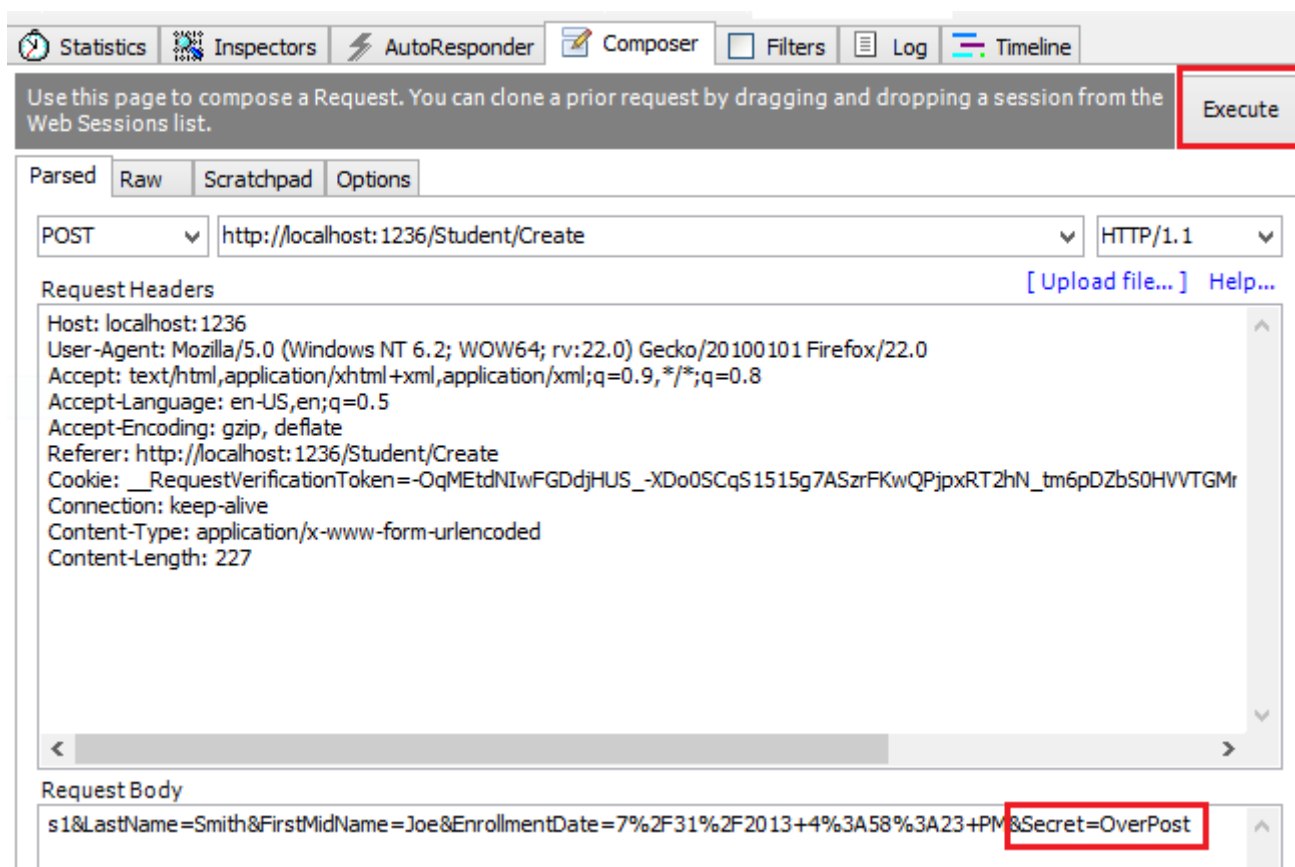 Statistics Inspectors AutoResponder Composer Filters Log Timeline
Use this page to compose a Request. You can clone a prior request by dragging and dropping a session from the
Web Sessions list.
Execute
Parsed Raw Scratchpad Options
POST http://localhost:1236/Student/Create HTTP/1.1
Request Headers [ Upload file... ] Help...
Host: localhost:1236
User-Agent: Mozilla/5.0 (Windows NT 6.2; WOW64; rv:22.0) Gecko/20100101 Firefox/22.0
Accept: text/html,application/xhtml+xml,application/xml;q=0.9,*/*;q=0.8
Accept-Language: en-US,en;q=0.5
Accept-Encoding: gzip, deflate
Referer: http://localhost:1236/Student/Create
Cookie: __RequestVerificationToken=-OqMEtdNIwFGDdjHUS_-XDo0SCqS1515g7ASzrFKwQPjpxRT2hN_tm6pDZbS0HVVTGMr
Connection: keep-alive
Content-Type: application/x-www-form-urlencoded
Content-Length: 227
Request Body
s1&LastName=Smith&FirstMidName=Joe&EnrollmentDate=7%2F31%2F2013+4%3A58%3A23+PM&Secret=OverPost